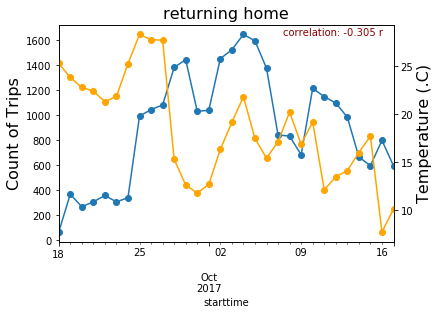 returning home
correlation: -0.305 r
Count of Trips
1600
1400
1200
1000
800
600
400
200
0
25
20
15
10
Temperature (.C)
18 25 02 09 16
Oct
2017
starttime